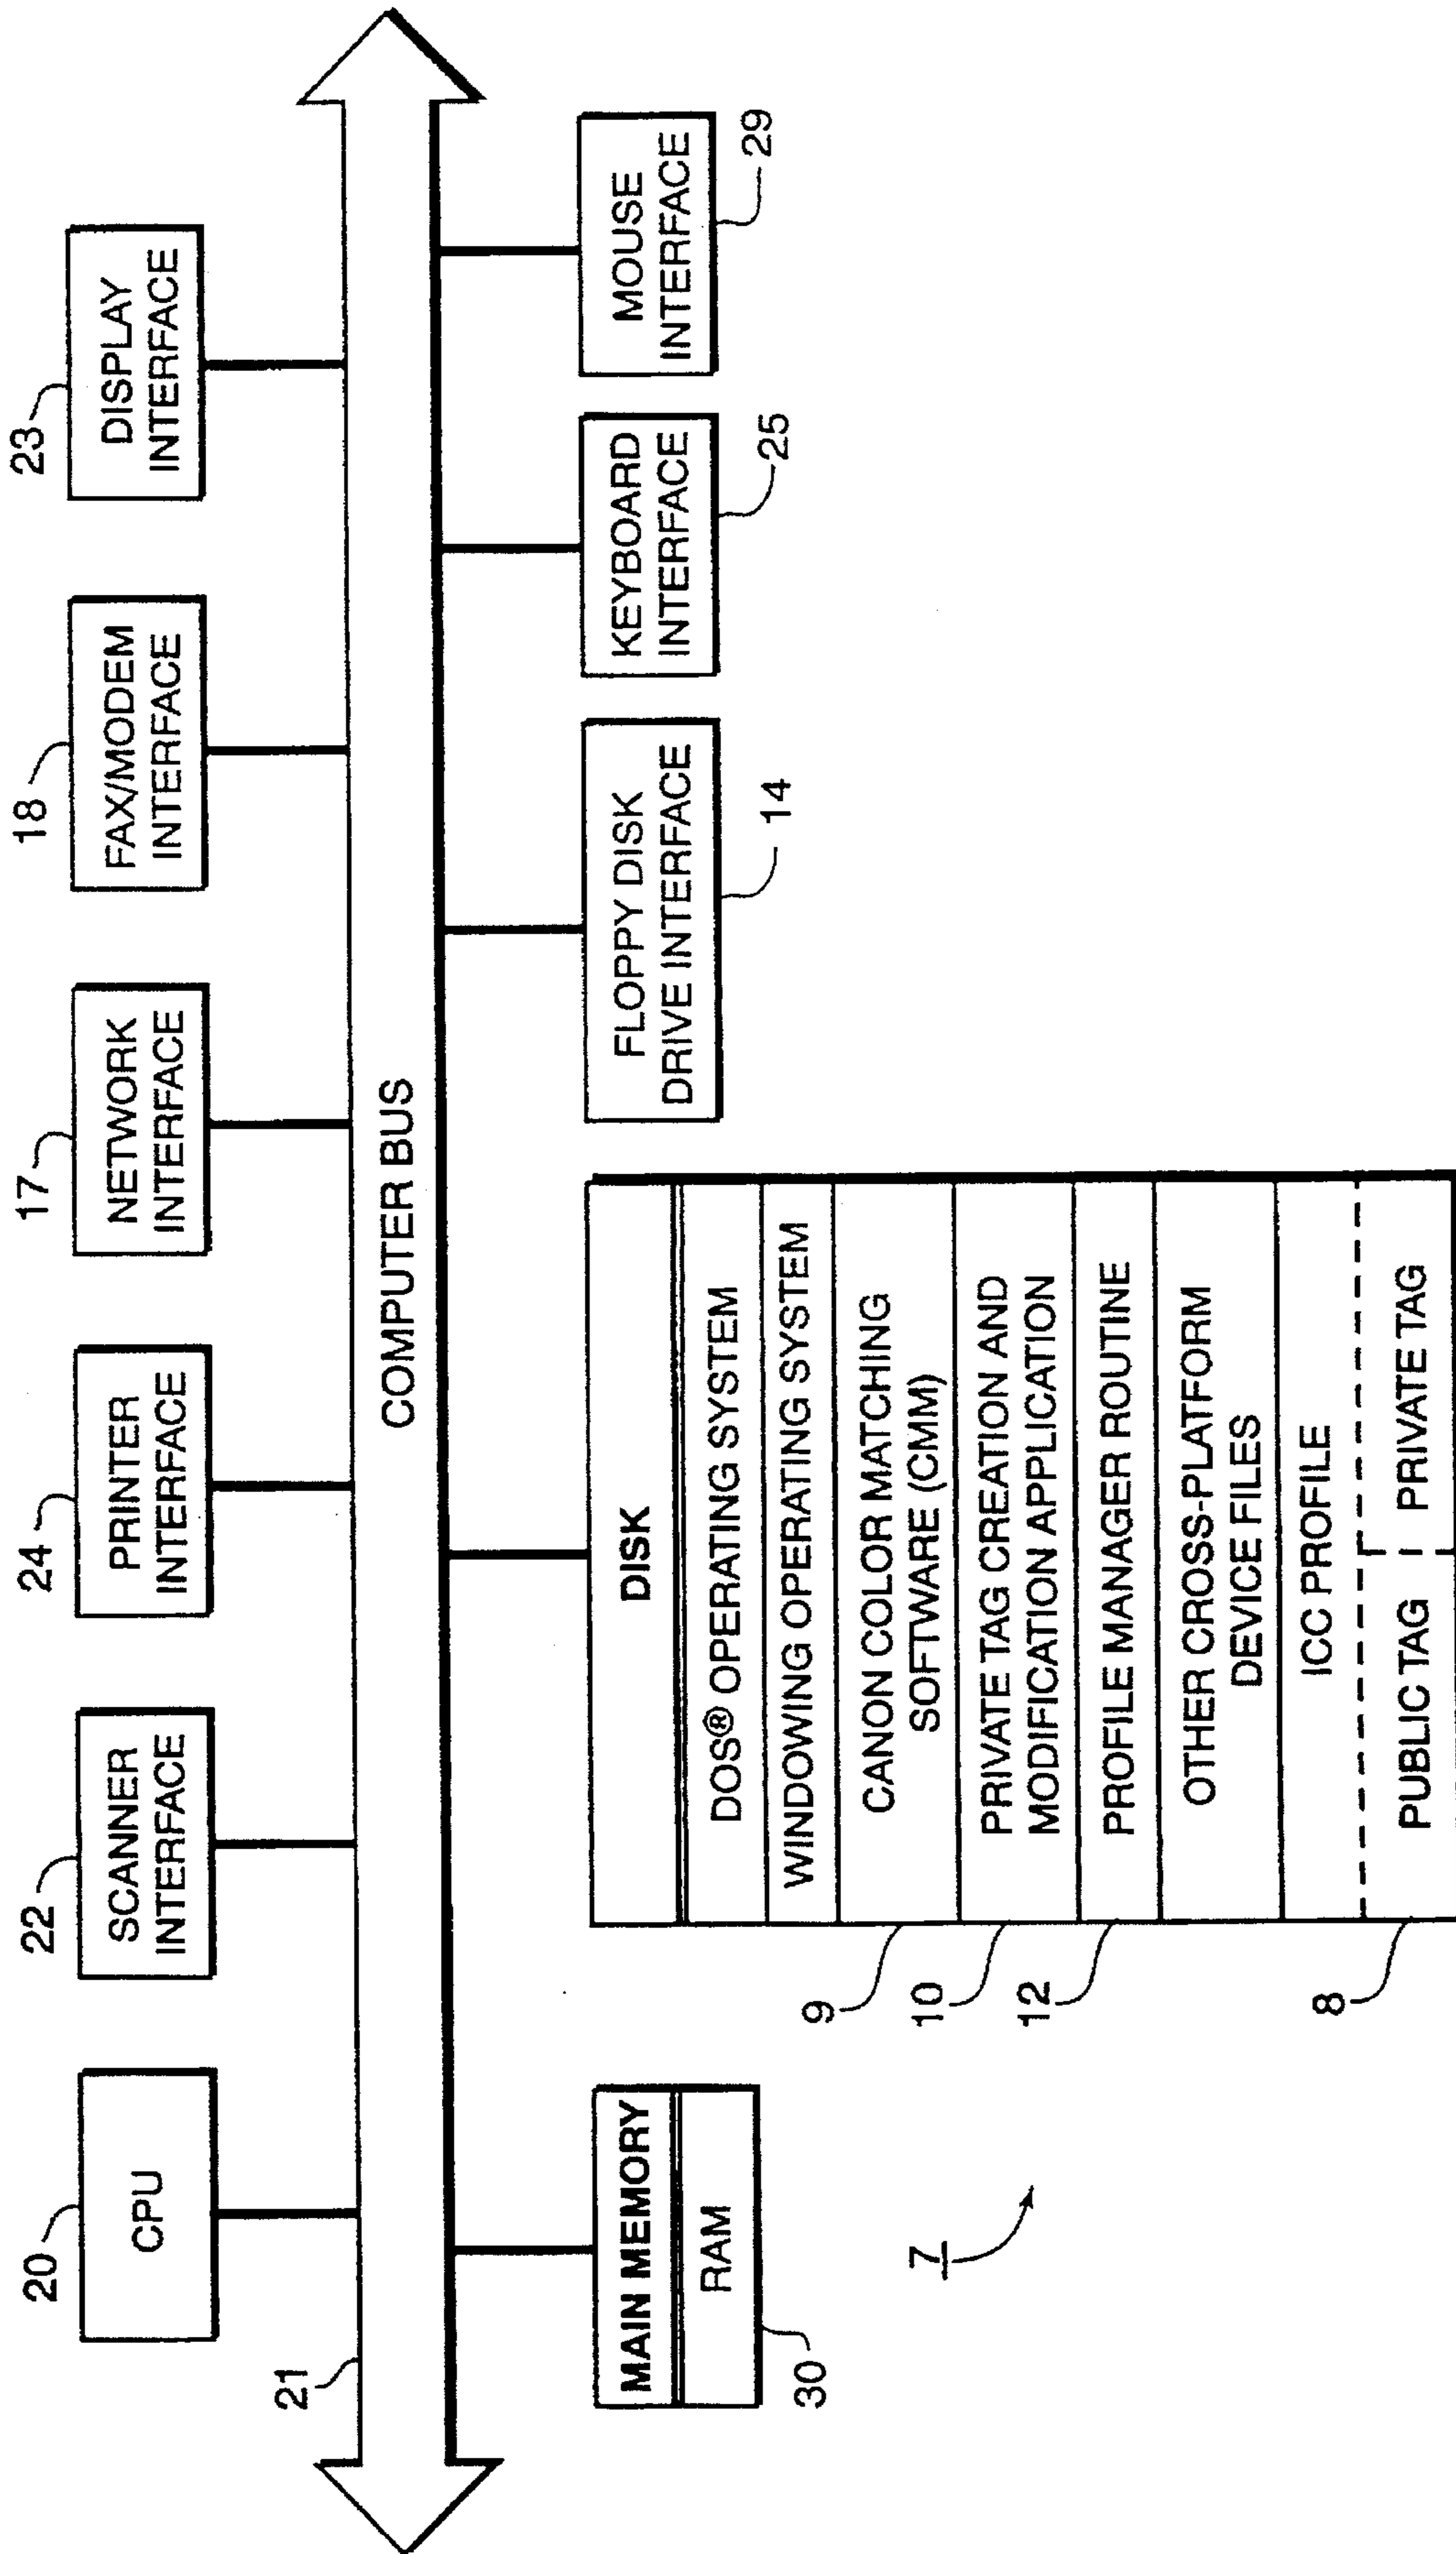 20
22
24
17
18
23
CPU
SCANNER
INTERFACE
PRINTER
INTERFACE
NETWORK
INTERFACE
FAX/MODEM
INTERFACE
DISPLAY
INTERFACE
21
COMPUTER BUS
MAIN MEMORY
RAM
30
7
DISK
DOS® OPERATING SYSTEM
WINDOWING OPERATING SYSTEM
CANON COLOR MATCHING
SOFTWARE (CMM)
9
PRIVATE TAG CREATION AND
MODIFICATION APPLICATION
10
PROFILE MANAGER ROUTINE
12
OTHER CROSS-PLATFORM
DEVICE FILES
ICC PROFILE
PUBLIC TAG
PRIVATE TAG
8
FLOPPY DISK
DRIVE INTERFACE
14
KEYBOARD
INTERFACE
25
MOUSE
INTERFACE
29